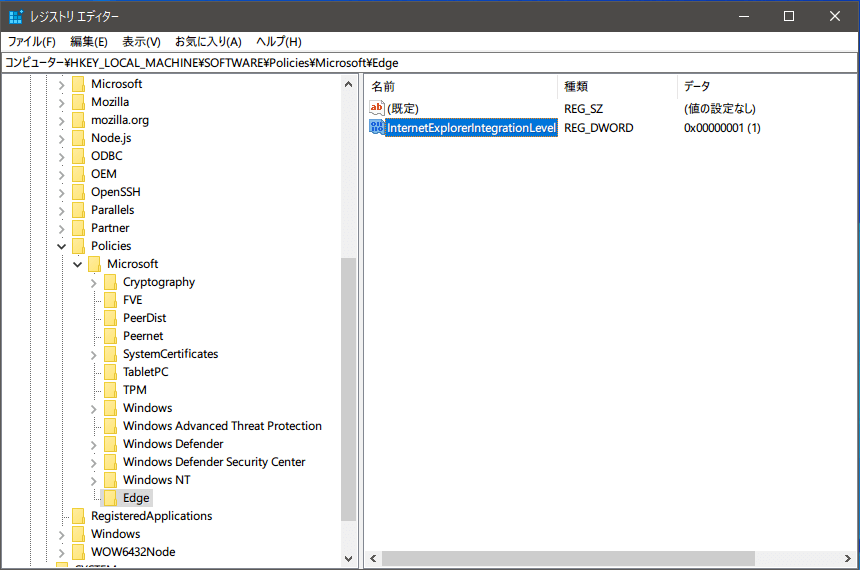 レジストリ エディター
ファイル(F) 編集(E) 表示(V) お気に入り(A) ヘルプ(H)
コンピューター¥HKEY_LOCAL_MACHINE¥SOFTWARE¥Policies¥Microsoft¥Edge
Microsoft
Mozilla
mozilla.org
Node.js
ODBC
OEM
OpenSSH
Parallels
Partner
Policies
Microsoft
Cryptography
FVE
PeerDist
Peernet
SystemCertificates
TabletPC
TPM
Windows
Windows Advanced Threat Protection
Windows Defender
Windows Defender Security Center
Windows NT
Edge
RegisteredApplications
Windows
WOW6432Node
SYSTEM
名前 種類 データ
ab (既定) REG_SZ (値の設定なし)
InternetExplorerIntegrationLevel REG_DWORD 0x00000001 (1)